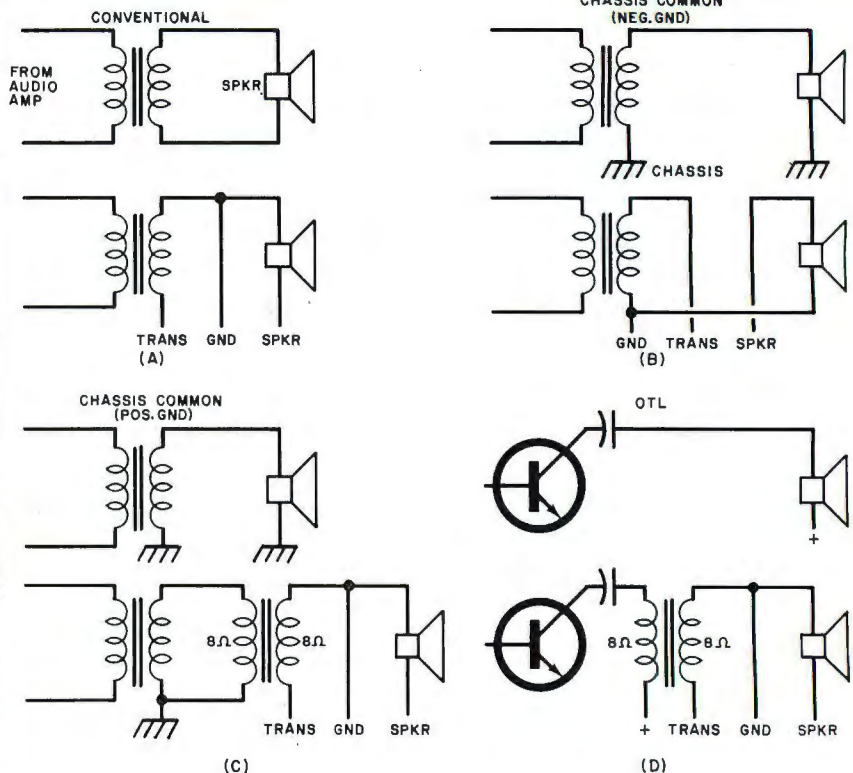 CONVENTIONAL
FROM
AUDIO
AMP
SPKR
TRANS GND SPKR
(A)
CHASSIS COMMON
(NEG.GND)
CHASSIS
GND TRANS SPKR
(B)
CHASSIS COMMON
(POS.GND)
8Ω 8Ω
TRANS GND SPKR
(C)
OTL
+
8Ω 8Ω
+ TRANS GND SPKR
(D)